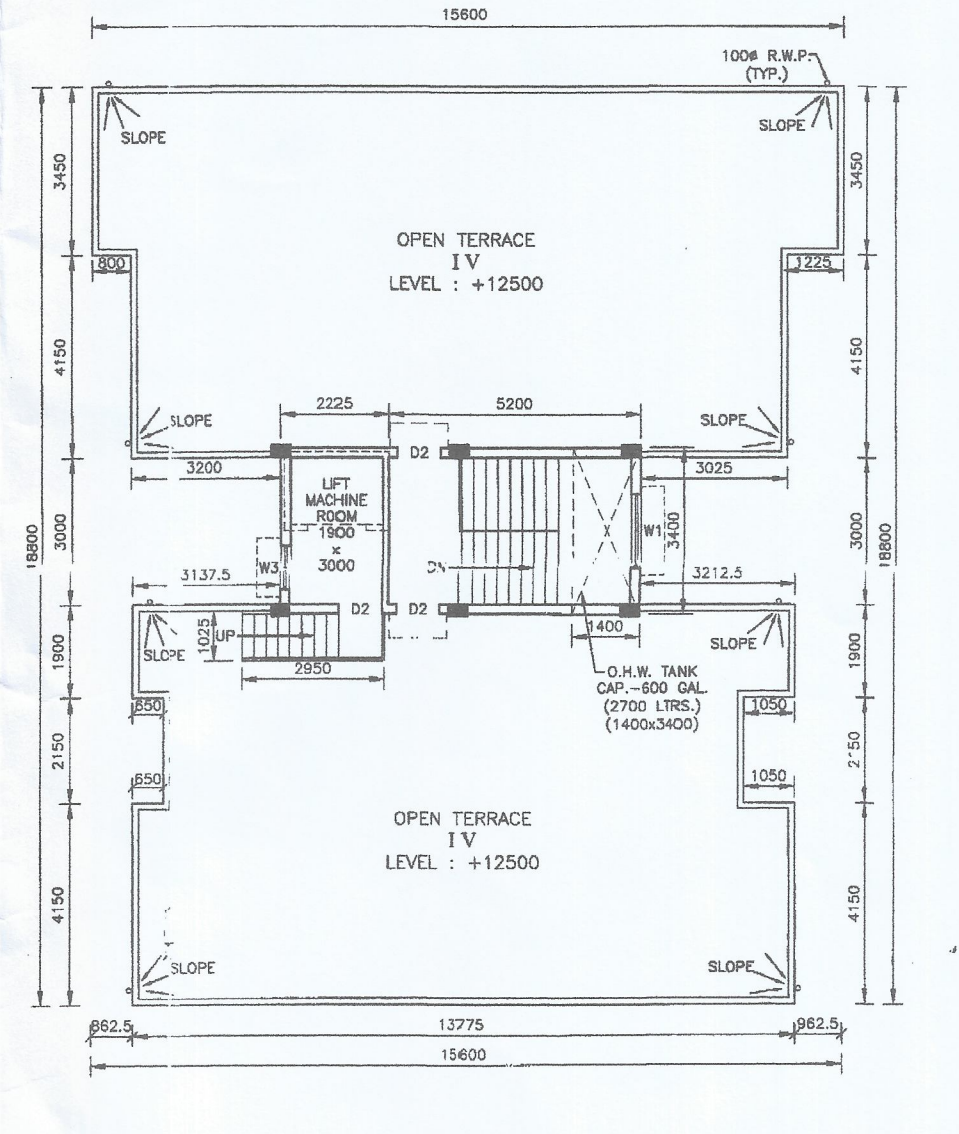 15600
100ø R.W.P.
(TYP.)
SLOPE
SLOPE
3450
3450
OPEN TERRACE
IV
LEVEL : +12500
800
1225
4150
4150
2225
5200
SLOPE
SLOPE
D2
3200
3025
LIFT
MACHINE
ROOM
1900
x
3000
18800
3000
W1
3400
3000
18800
W3
DN
3137.5
3212.5
D2
D2
1025
UP
1400
1900
SLOPE
SLOPE
1900
2950
O.H.W. TANK
CAP.-600 GAL.
(2700 LTRS.)
(1400x3400)
650
1050
2150
2150
650
1050
OPEN TERRACE
IV
LEVEL : +12500
4150
4150
SLOPE
SLOPE
862.5
13775
962.5
15600